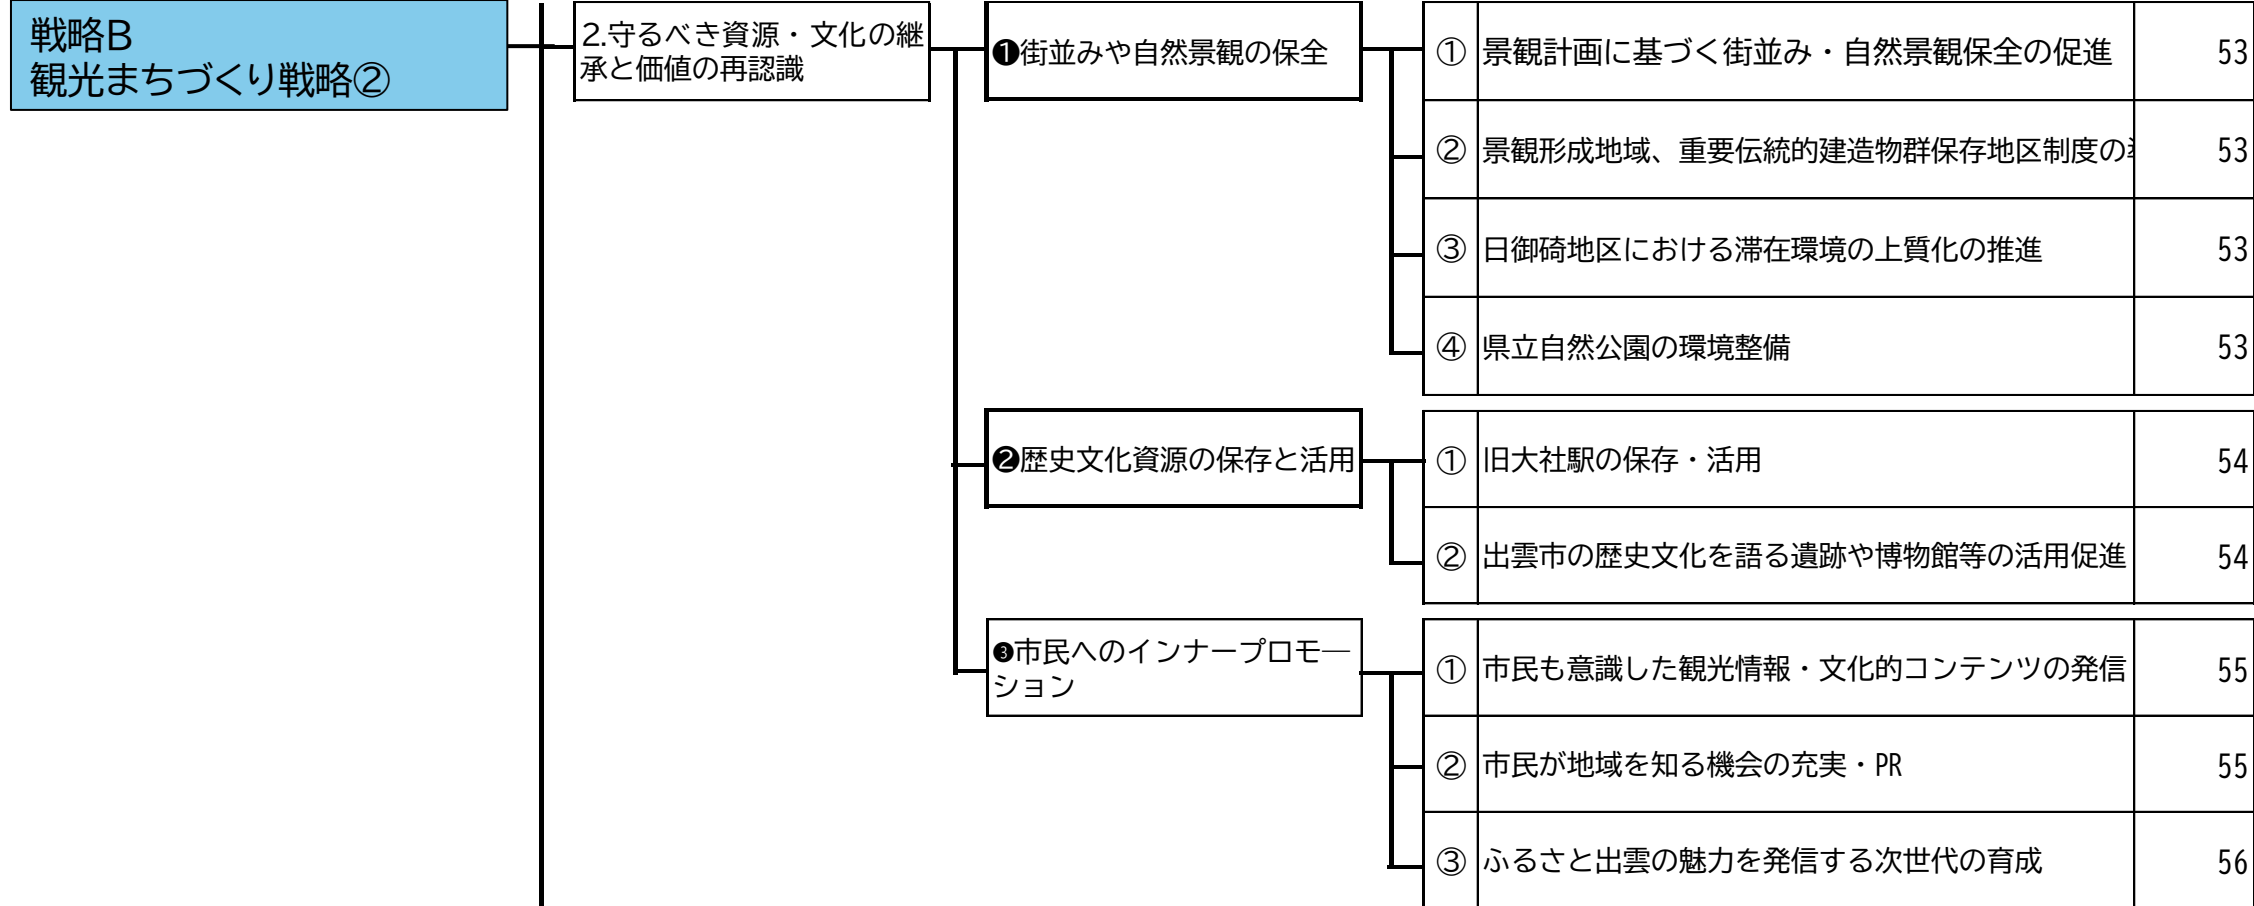 戦略B
観光まちづくり戦略②
2.守るべき資源・文化の継
承と価値の再認識
❶街並みや自然景観の保全
① 景観計画に基づく街並み・自然景観保全の促進 53
② 景観形成地域、重要伝統的建造物群保存地区制度の 53
③ 日御碕地区における滞在環境の上質化の推進 53
④ 県立自然公園の環境整備 53
❷歴史文化資源の保存と活用
① 旧大社駅の保存・活用 54
② 出雲市の歴史文化を語る遺跡や博物館等の活用促進 54
❸市民へのインナープロモー
ション
① 市民も意識した観光情報・文化的コンテンツの発信 55
② 市民が地域を知る機会の充実・PR 55
③ ふるさと出雲の魅力を発信する次世代の育成 56